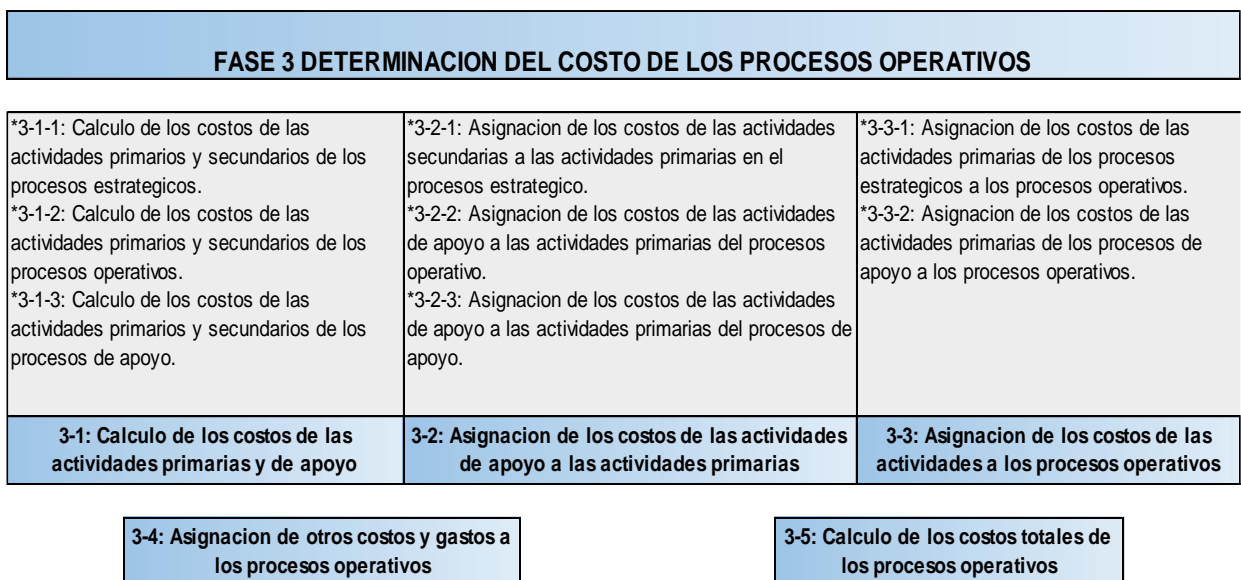 FASE 3 DETERMINACION DEL COSTO DE LOS PROCESOS OPERATIVOS
*3-1-1: Calculo de los costos de las
actividades primarios y secundarios de los
procesos estrategicos.
*3-1-2: Calculo de los costos de las
actividades primarios y secundarios de los
procesos operativos.
*3-1-3: Calculo de los costos de las
actividades primarios y secundarios de los
procesos de apoyo.
*3-2-1: Asignacion de los costos de las actividades
secundarias a las actividades primarias en el
procesos estrategico.
*3-2-2: Asignacion de los costos de las actividades
de apoyo a las actividades primarias del procesos
operativo.
*3-2-3: Asignacion de los costos de las actividades
de apoyo a las actividades primarias del procesos de
apoyo.
*3-3-1: Asignacion de los costos de las
actividades primarias de los procesos
estrategicos a los procesos operativos.
*3-3-2: Asignacion de los costos de las
actividades primarias de los procesos de
apoyo a los procesos operativos.
3-1: Calculo de los costos de las
actividades primarias y de apoyo
3-2: Asignacion de los costos de las actividades
de apoyo a las actividades primarias
3-3: Asignacion de los costos de las
actividades a los procesos operativos
3-4: Asignacion de otros costos y gastos a
los procesos operativos
3-5: Calculo de los costos totales de
los procesos operativos